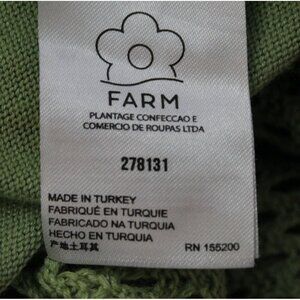 FARM
PLANTAGE CONFECCAO E
COMERCIO DE ROUPAS LTDA
278131
MADE IN TURKEY
FABRIQUÉ EN TURQUIE
FABRICADO NA TURQUIA
HECHO EN TURQUIA
产地土耳其
RN 155200